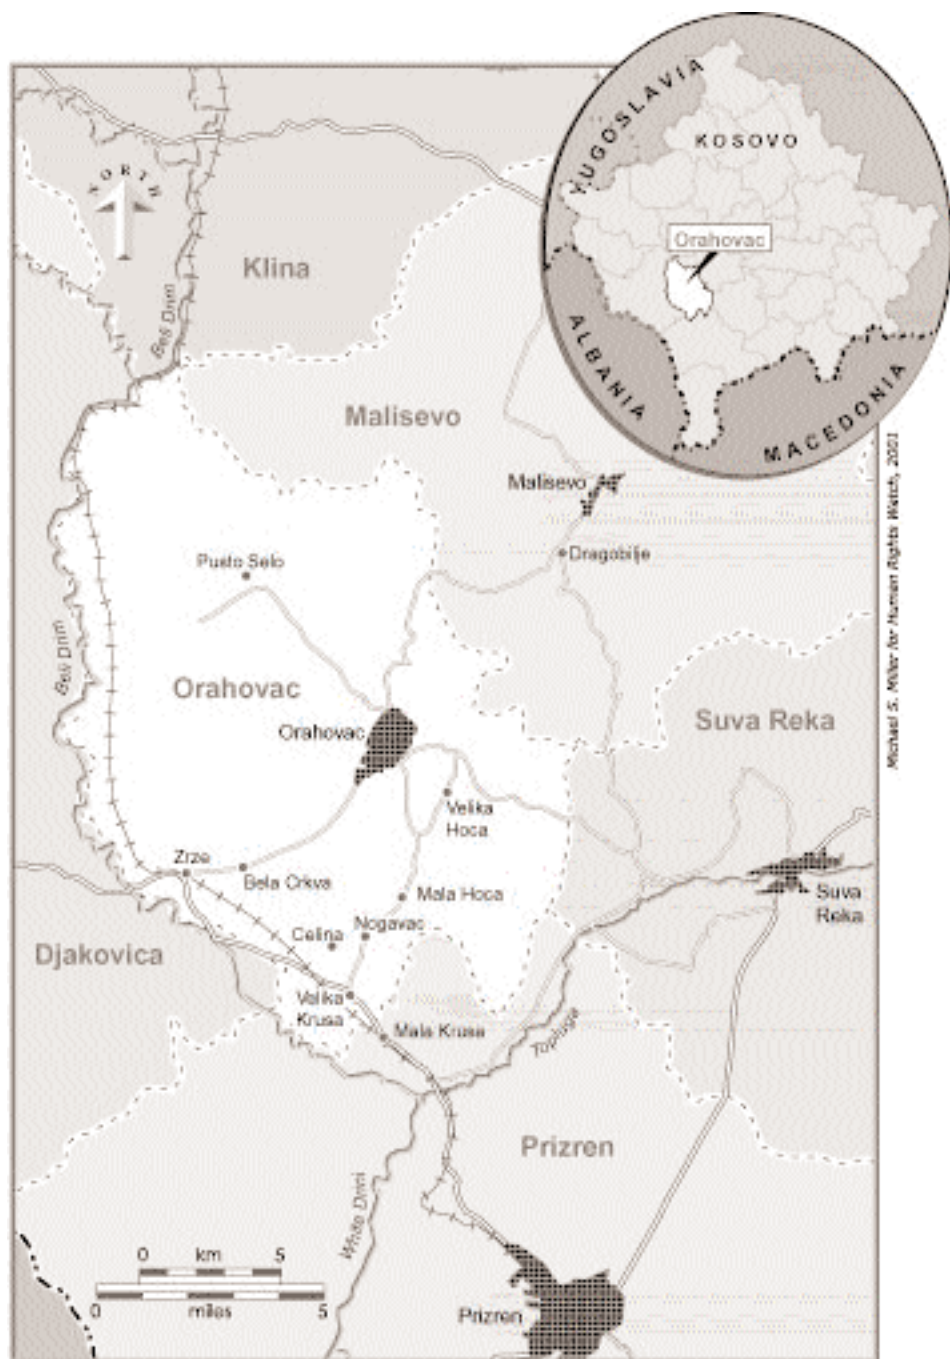 YUGOSLAVIA
KOSOVO
Orahovac
ALBANIA
MACEDONIA
NORTH
Klina
Beli Drim
Malisevo
Malisevo
Dragobilje
Pusto Selo
Beli Drim
Orahovac
Orahovac
Suva Reka
Velika
Hoca
Zrze
Bela Crkva
Mala Hoca
Suva
Reka
Nogavac
Celina
Djakovica
Valika
Krusa
Mala Krusa
Topluga
Prizren
White Drini
0 km 5
0 miles 5
Prizren
Michael S. Miller for Human Rights Watch, 2001